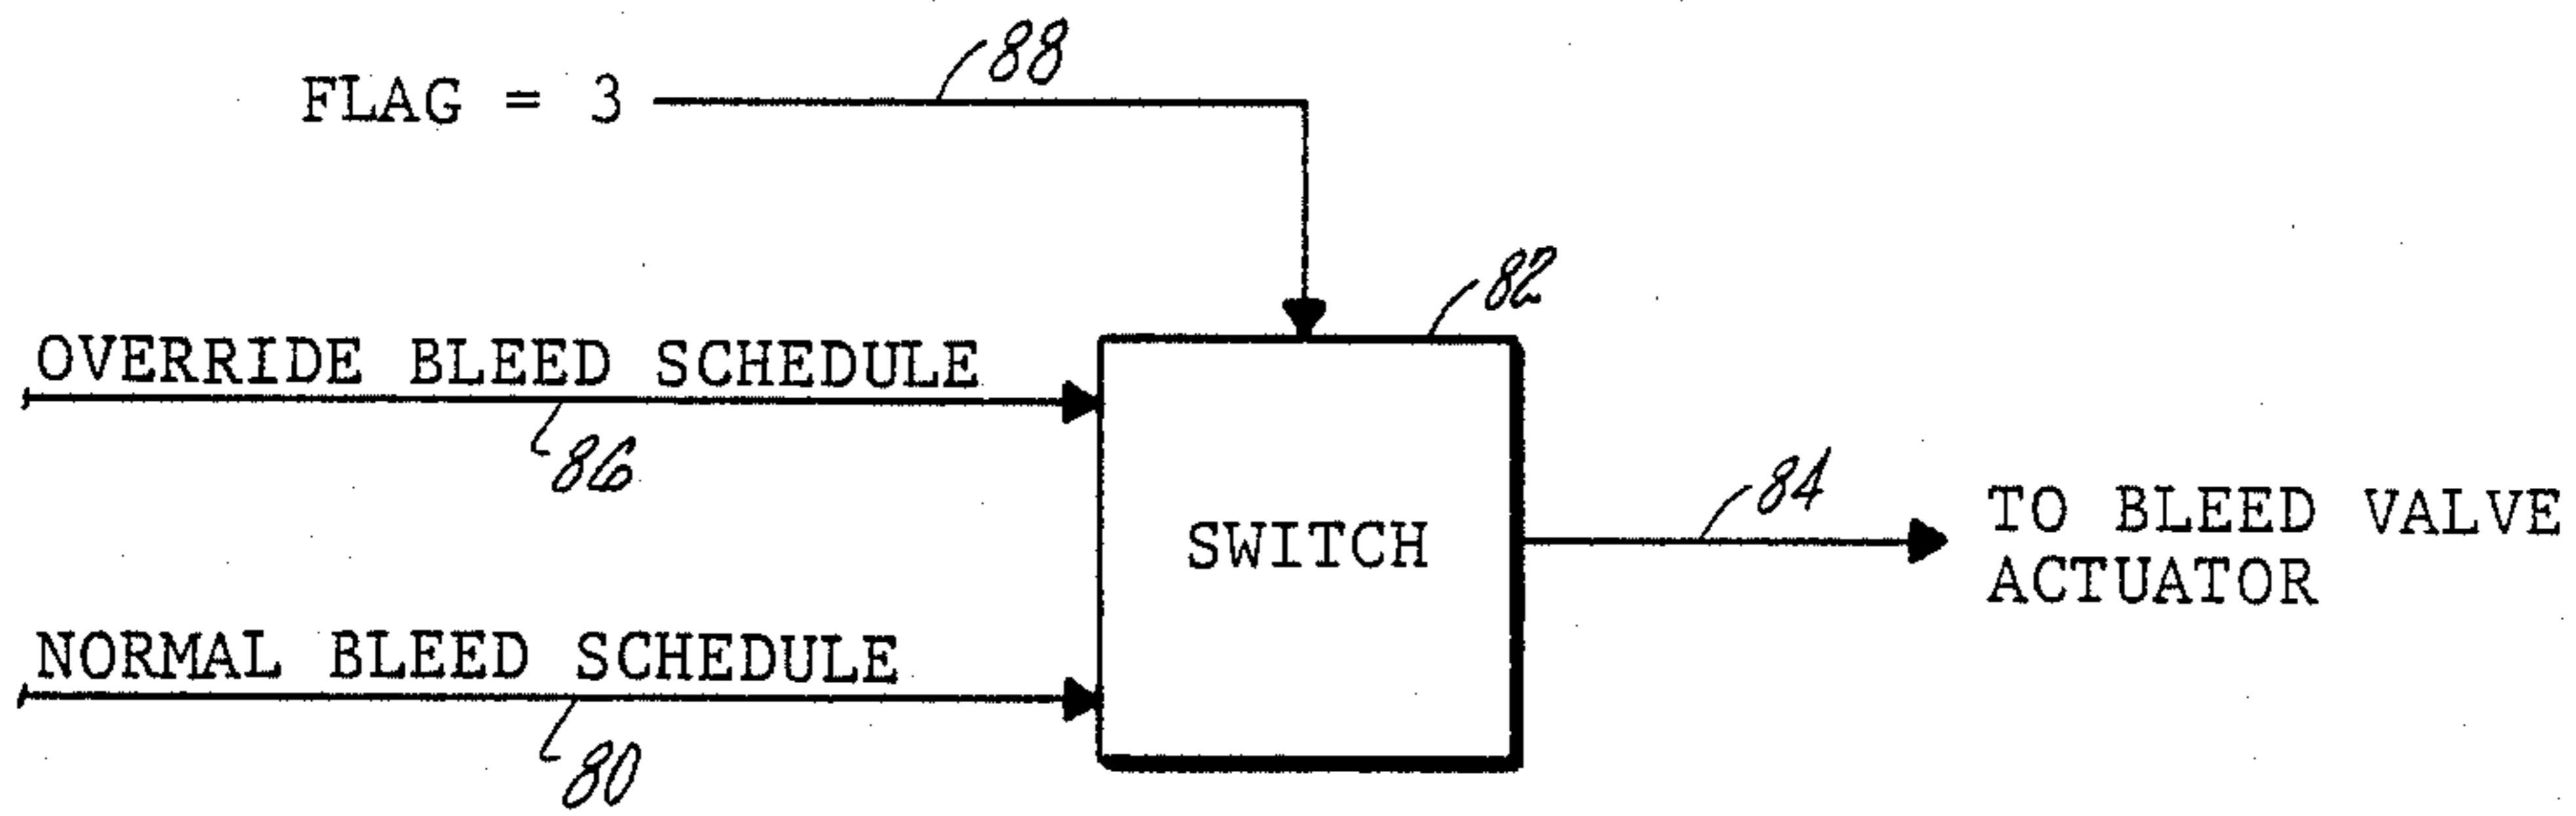 FLAG = 3
88
82
OVERRIDE BLEED SCHEDULE
86
84
SWITCH
TO BLEED VALVE
ACTUATOR
NORMAL BLEED SCHEDULE
80